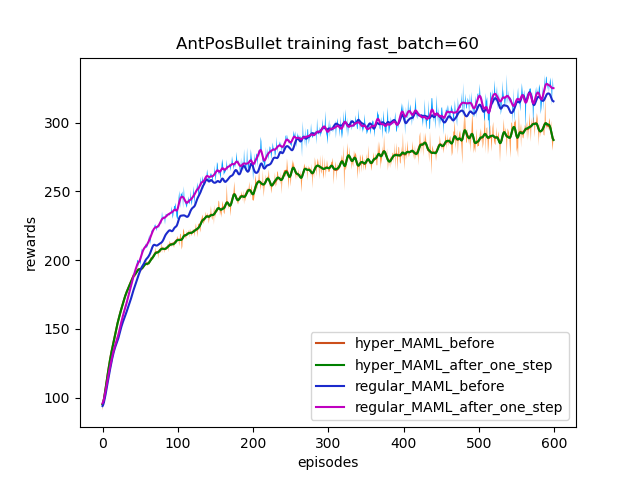 AntPosBullet training fast_batch=60
rewards
300
250
200
150
100
0 100 200 300 400 500 600
episodes
hyper_MAML_before
hyper_MAML_after_one_step
regular_MAML_before
regular_MAML_after_one_step